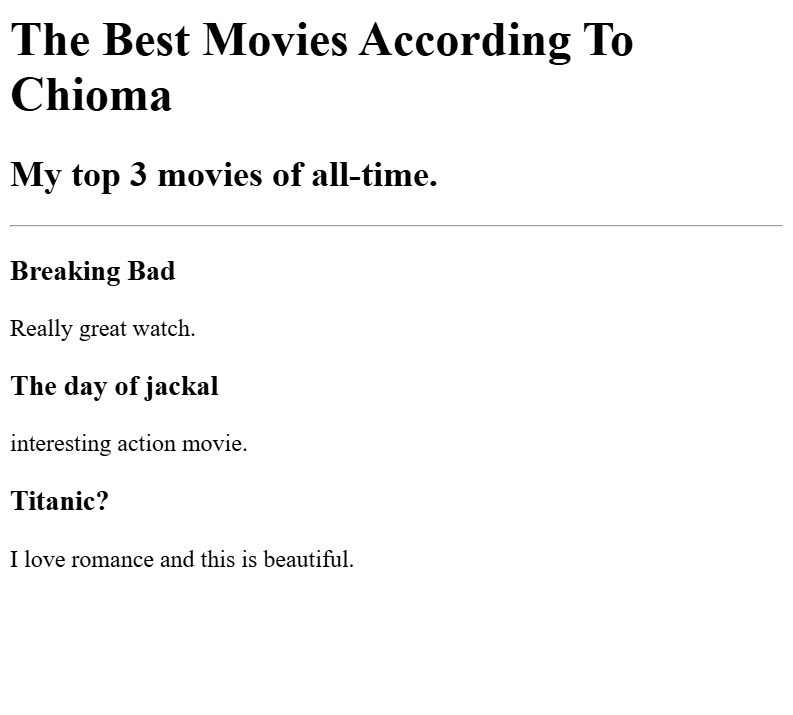 The Best Movies According To
Chioma
My top 3 movies of all-time.
Breaking Bad
Really great watch.
The day of jackal
interesting action movie.
Titanic?
I love romance and this is beautiful.